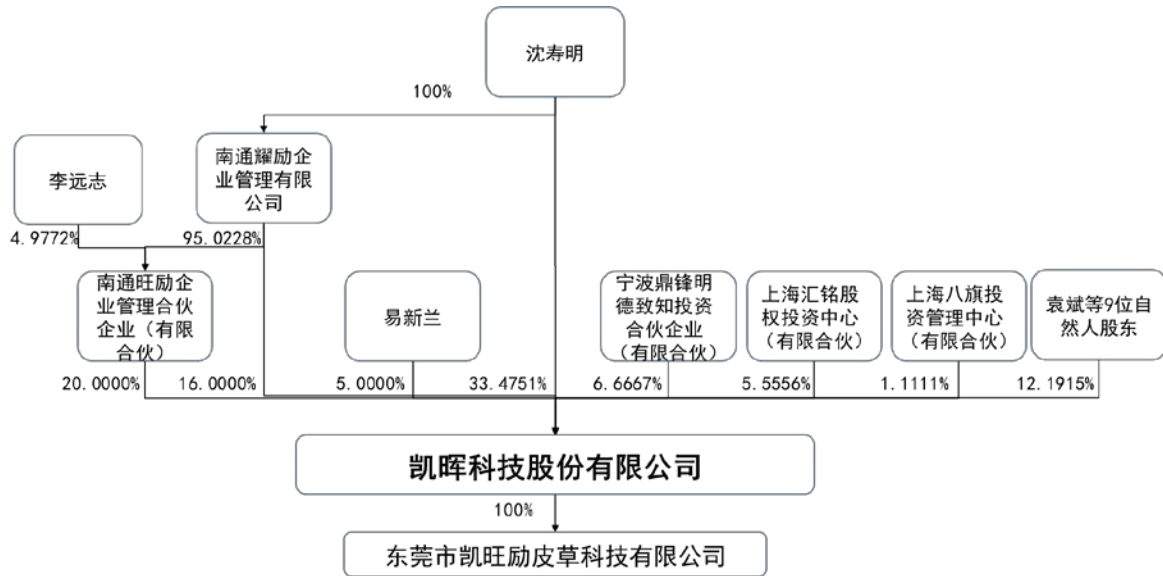 沈寿明
100%
李远志
南通耀励企
业管理有限
公司
4.9772%
95.0228%
南通旺励企
业管理合伙
企业（有限
合伙）
易新兰
宁波鼎锋明
德致知投资
合伙企业
（有限合伙）
上海汇铭股
权投资中心
（有限合伙）
上海八旗投
资管理中心
（有限合伙）
袁斌等9位自
然人股东
20.0000%
16.0000%
5.0000%
33.4751%
6.6667%
5.5556%
1.1111%
12.1915%
凯晖科技股份有限公司
100%
东莞市凯旺励皮草科技有限公司